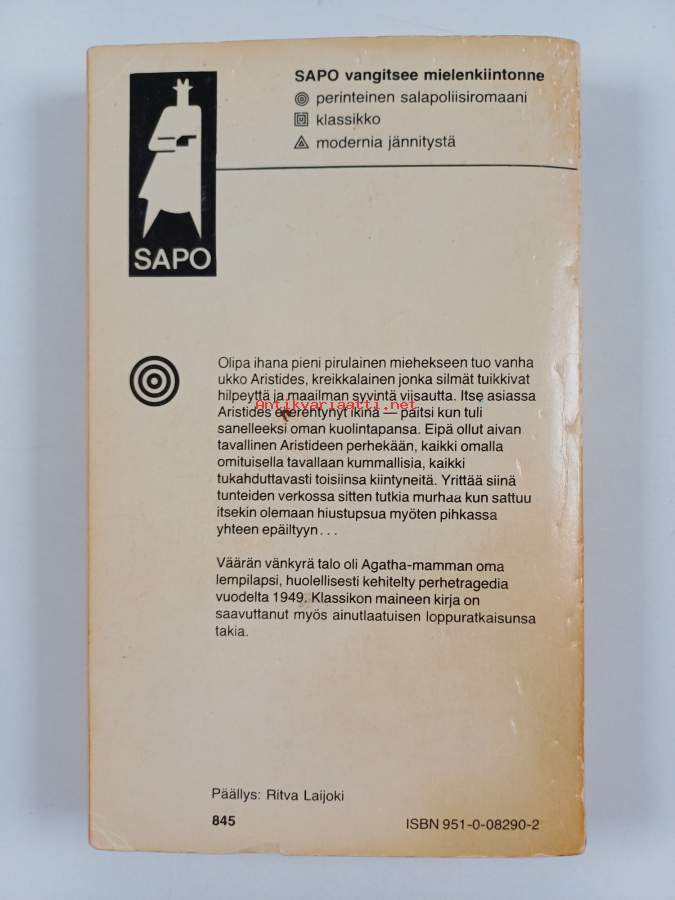 SAPO vangitsee mielenkiintonne
perinteinen salapoliisiromaani
klassikko
modernia jännitystä
SAPO
Olipa ihana pieni pirulainen miehekseen tuo vanha
ukko Aristides, kreikkalainen jonka silmät tuikkivat
hilpeyttä ja maailman syvintä viisautta. Itse asiassa
Antikvariaatti.net
Aristides ei erehtynyt ikinä — paitsi kun tuli
sanelleeksi oman kuolintapansa. Eipä ollut aivan
tavallinen Aristideen perhekään, kaikki omalla
omituisella tavallaan kummallisia, kaikki
tukahduttavasti toisiinsa kiintyneitä. Yrittää siinä
tunteiden verkossa sitten tutkia murhaa kun sattuu
itsekin olemaan hiustupsua myöten pihkassa
yhteen epäiltyyn...
Väärän vänkyrä talo oli Agatha-mamman oma
lempilapsi, huolellisesti kehitelty perhetragedia
vuodelta 1949. Klassikon maineen kirja on
saavuttanut myös ainutlaatuisen loppuratkaisunsa
takia.
Päällys: Ritva Laijoki
845
ISBN 951-0-08290-2